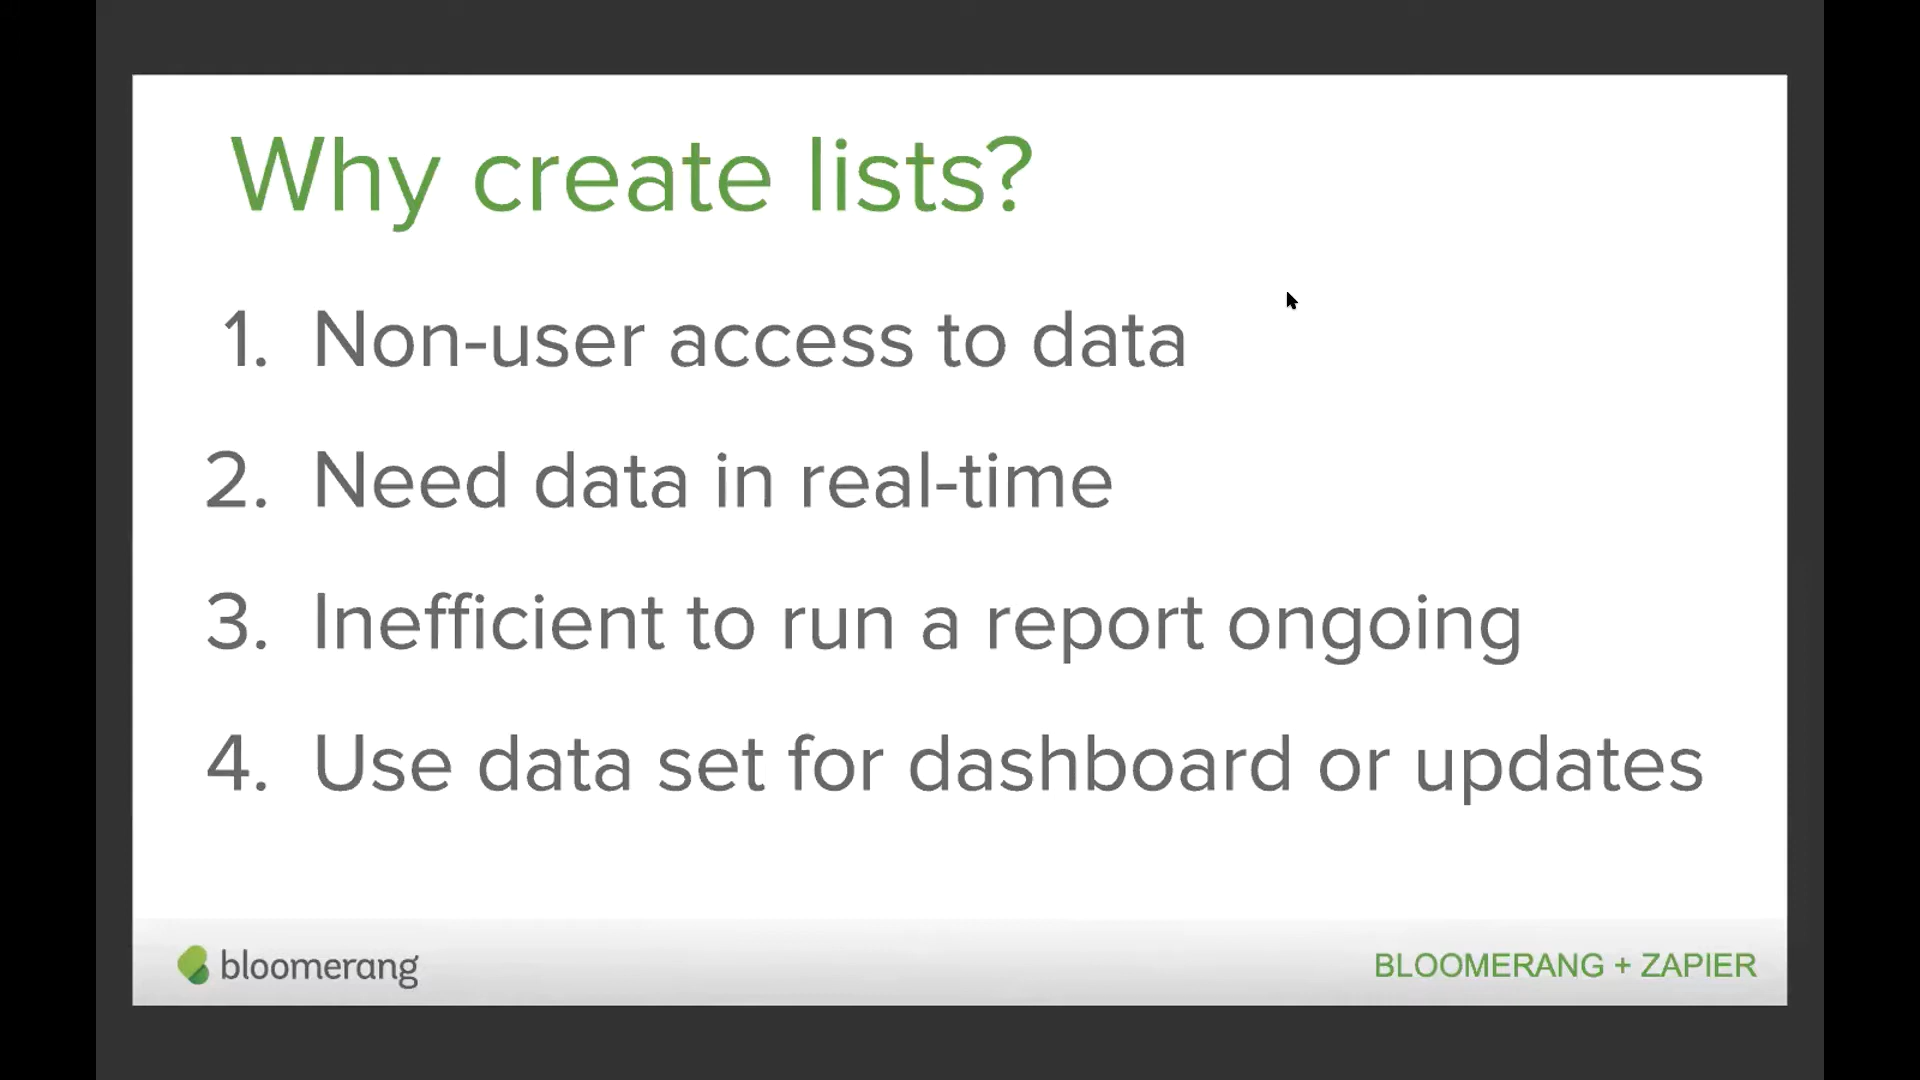 Why create lists?
1. Non-user access to data
2. Need data in real-time
3. Inefficient to run a report ongoing
4. Use data set for dashboard or updates
bloomerang
BLOOMERANG + ZAPIER